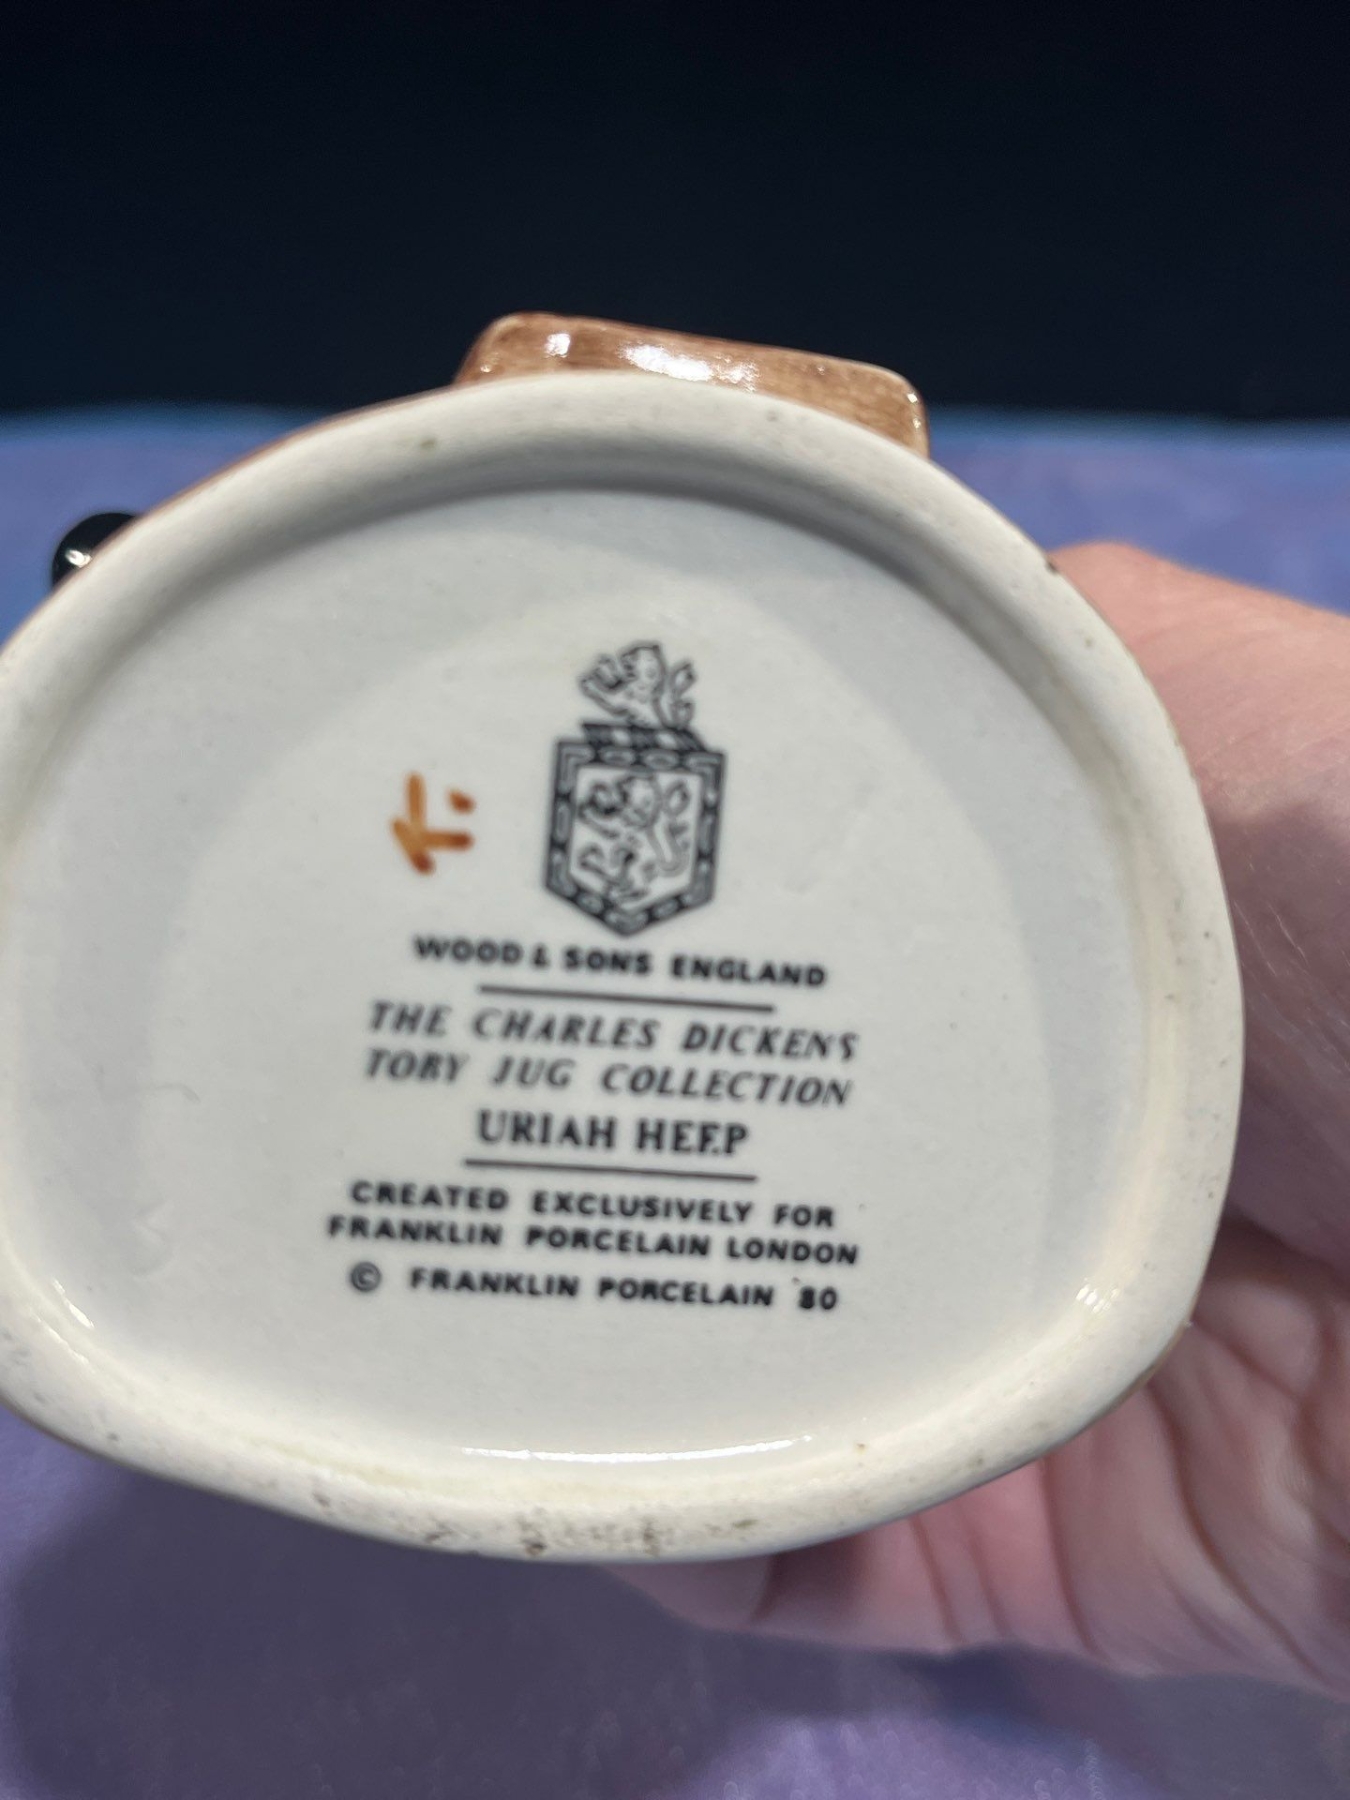 WOOD & SONS ENGLAND
THE CHARLES DICKENS
TOBY JUG COLLECTION
URIAH HEEP
CREATED EXCLUSIVELY FOR
FRANKLIN PORCELAIN LONDON
© FRANKLIN PORCELAIN '80